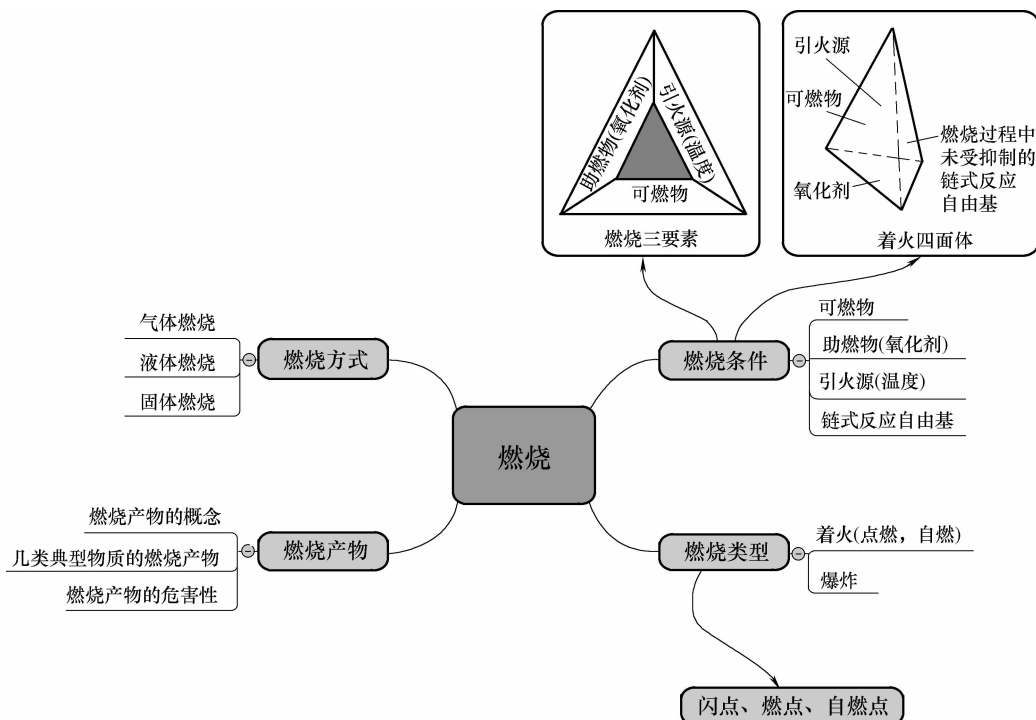 助燃物(氧化剂)
引火源(温度)
可燃物
燃烧三要素
引火源
可燃物
氧化剂
燃烧过程中
未受抑制的
链式反应
自由基
着火四面体
气体燃烧
液体燃烧
固体燃烧
燃烧方式
燃烧条件
可燃物
助燃物(氧化剂)
引火源(温度)
链式反应自由基
燃烧
燃烧产物的概念
几类典型物质的燃烧产物
燃烧产物的危害性
燃烧产物
燃烧类型
着火(点燃，自燃)
爆炸
闪点、燃点、自燃点